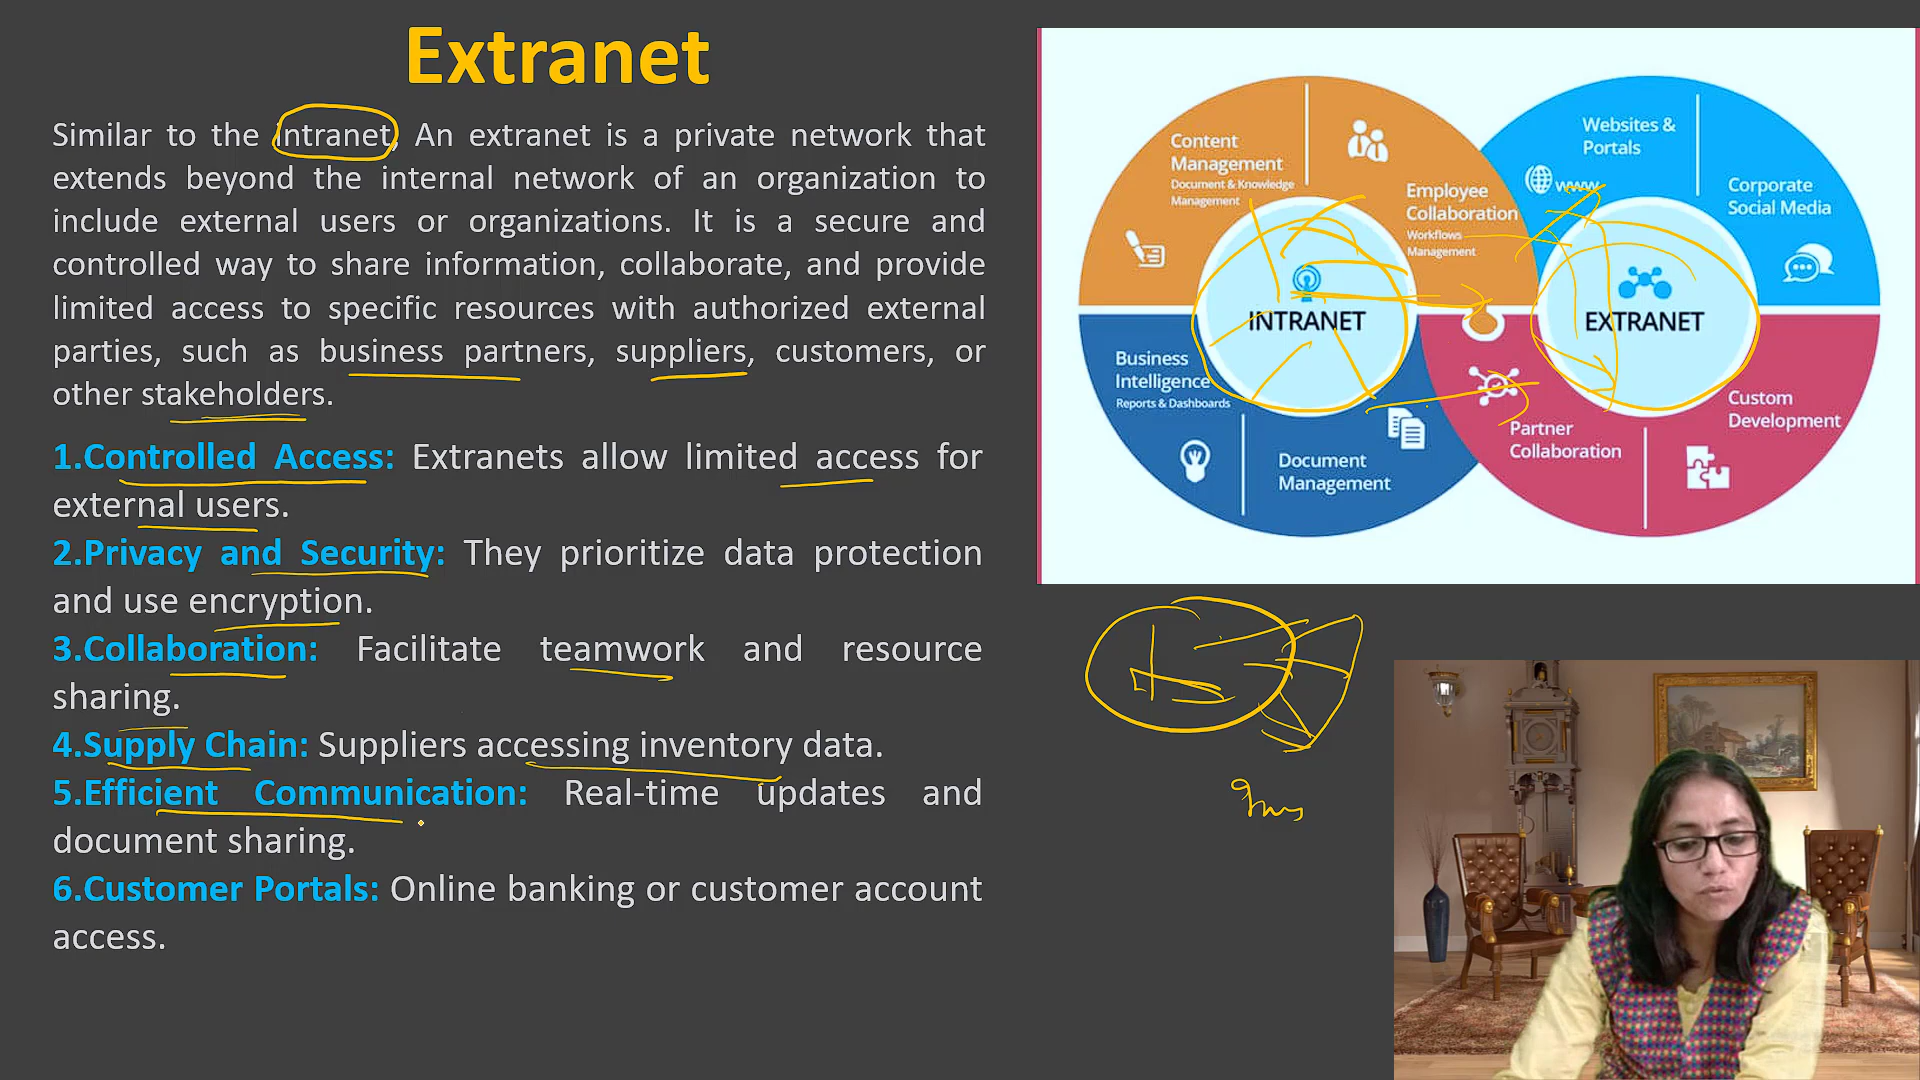 Extranet
Similar to the intranet, An extranet is a private network that
extends beyond the internal network of an organization to
include external users or organizations. It is a secure and
controlled way to share information, collaborate, and provide
limited access to specific resources with authorized external
parties, such as business partners, suppliers, customers, or
other stakeholders.
1.Controlled Access: Extranets allow limited access for
external users.
2.Privacy and Security: They prioritize data protection
and use encryption.
3.Collaboration: Facilitate teamwork and resource
sharing.
4.Supply Chain: Suppliers accessing inventory data.
5.Efficient Communication: Real-time updates and
document sharing.
6.Customer Portals: Online banking or customer account
access.
Content
Management
Document & Knowledge
Management
Employee
Collaboration
Workflows
Management
INTRANET
Business
Intelligence
Reports & Dashboards
Document
Management
Websites &
Portals
www
Corporate
Social Media
EXTRANET
Partner
Collaboration
Custom
Development